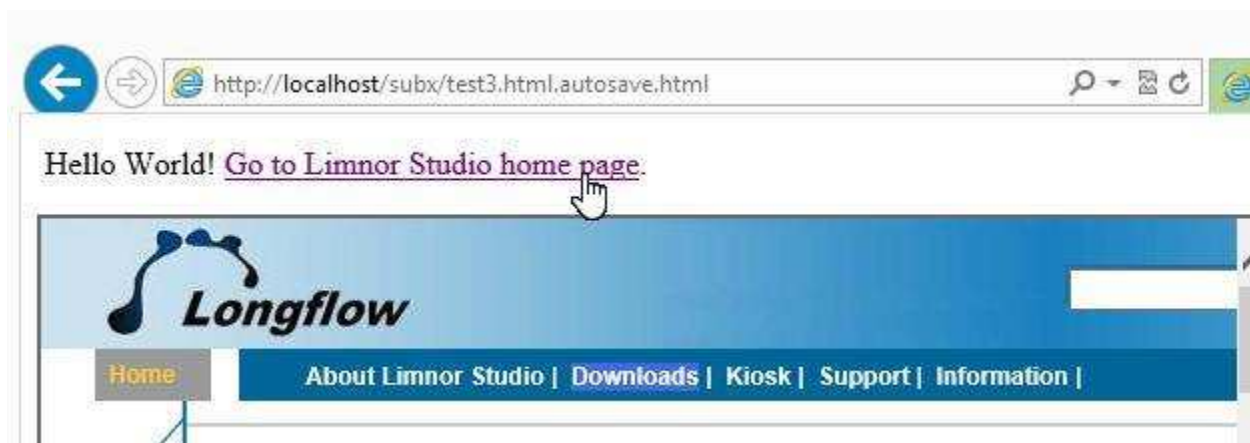 http://localhost/subx/test3.html.autosave.html
Hello World! Go to Limnor Studio home page.
Longflow
Home
About Limnor Studio | Downloads | Kiosk | Support | Information |